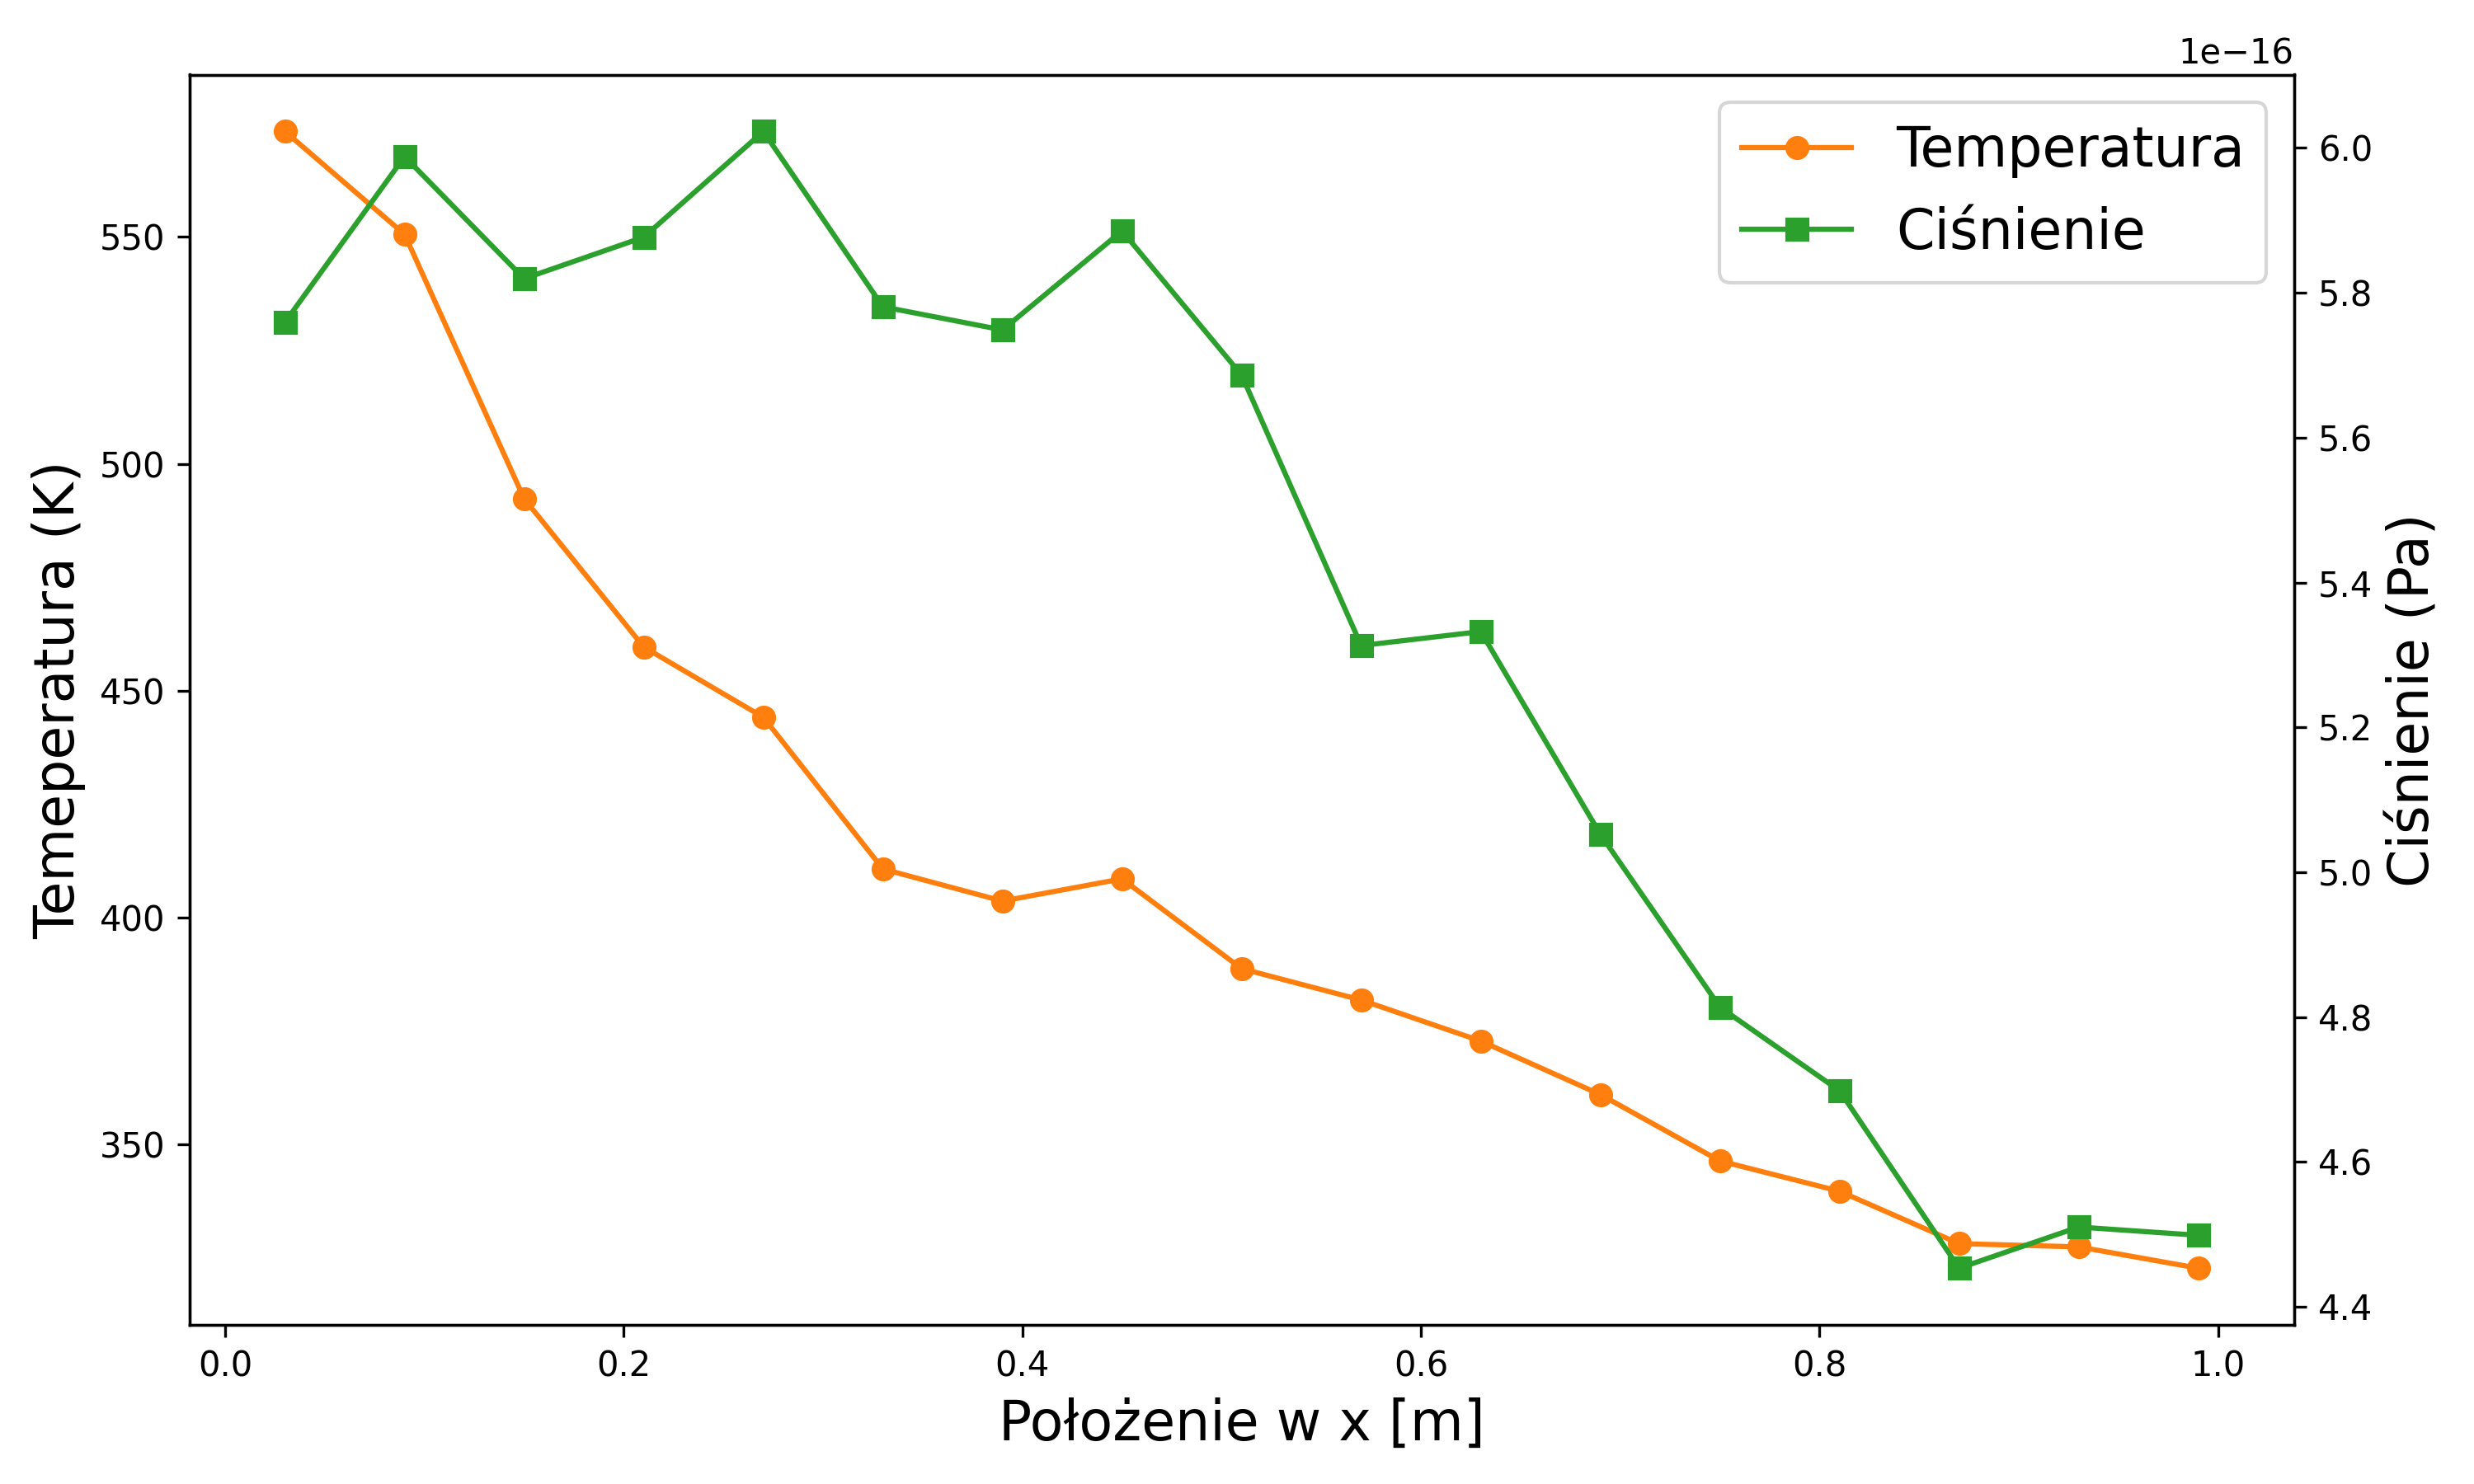 1e−16
Temperatura
Ciśnienie
550
500
450
400
350
Temeperatura (K)
6.0
5.8
5.6
5.4
5.2
5.0
4.8
4.6
4.4
Ciśnienie (Pa)
0.0 0.2 0.4 0.6 0.8 1.0
Położenie w x [m]